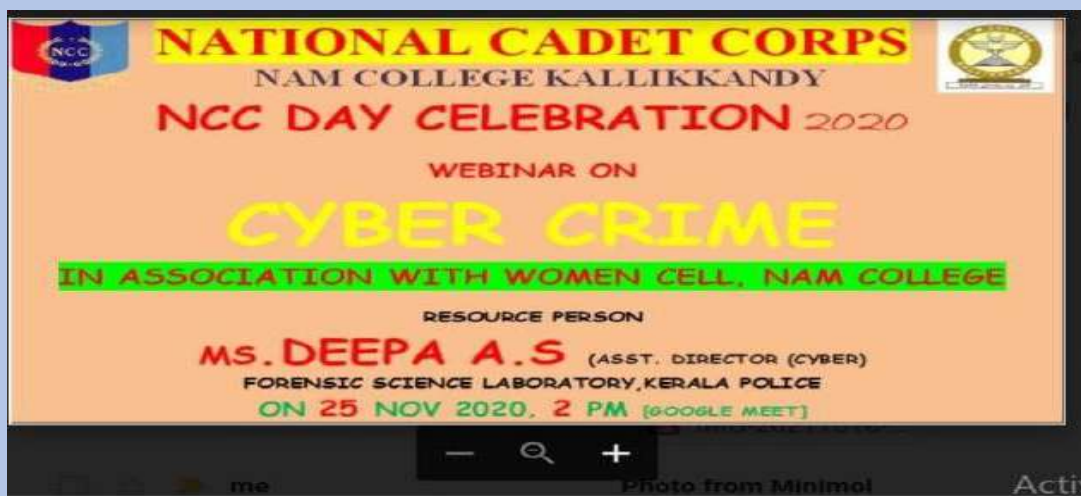 NCC
NATIONAL CADET CORPS
NAM COLLEGE KALLIKKANDY
NCC DAY CELEBRATION 2020
WEBINAR ON
CYBER CRIME
IN ASSOCIATION WITH WOMEN CELL, NAM COLLEGE
RESOURCE PERSON
MS.DEEPA A.S (ASST. DIRECTOR (CYBER)
FORENSIC SCIENCE LABORATORY,KERALA POLICE
ON 25 NOV 2020, 2 PM [GOOGLE MEET]
me Photo from Minimol Acti